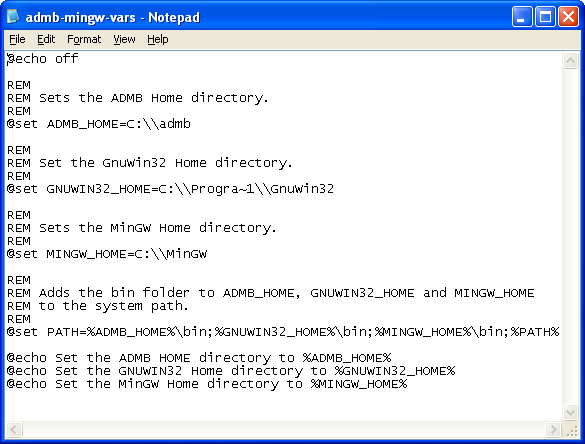 admb-mingw-vars - Notepad
File Edit Format View Help
@echo off
REM
REM Sets the ADMB Home directory.
REM
@set ADMB_HOME=C:\\admb
REM
REM Set the GnuWin32 Home directory.
REM
@set GNUWIN32_HOME=C:\\Progra~1\\GnuWin32
REM
REM Sets the MinGW Home directory.
REM
@set MINGW_HOME=C:\\MinGW
REM
REM Adds the bin folder to ADMB_HOME, GNUWIN32_HOME and MINGW_HOME
REM to the system path.
REM
@set PATH=%ADMB_HOME%\bin;%GNUWIN32_HOME%\bin;%MINGW_HOME%\bin;%PATH%
@echo Set the ADMB HOME directory to %ADMB_HOME%
@echo Set the GNUWIN32 Home directory to %GNUWIN32_HOME%
@echo Set the MinGW Home directory to %MINGW_HOME%